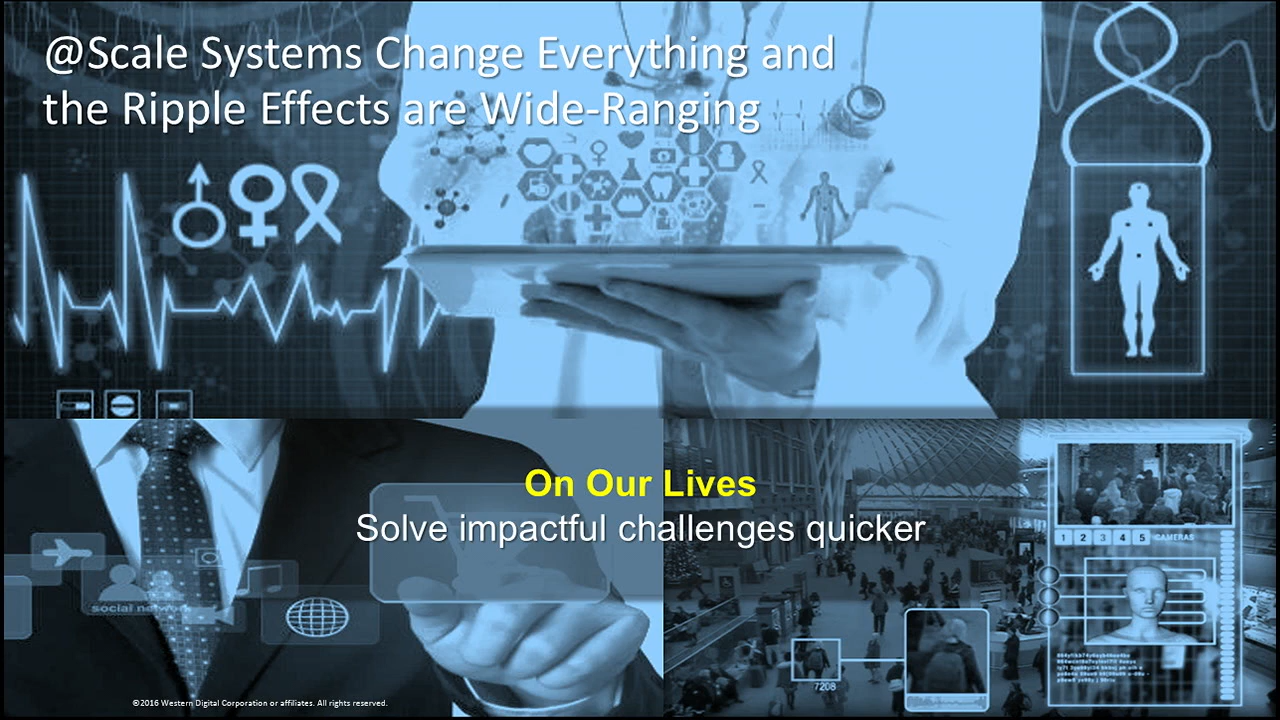 @Scale Systems Change Everything and
the Ripple Effects are Wide-Ranging
On Our Lives
Solve impactful challenges quicker
1 2 3 4 5 CAMERAS
social network
7208
©2016 Western Digital Corporation or affiliates. All rights reserved.